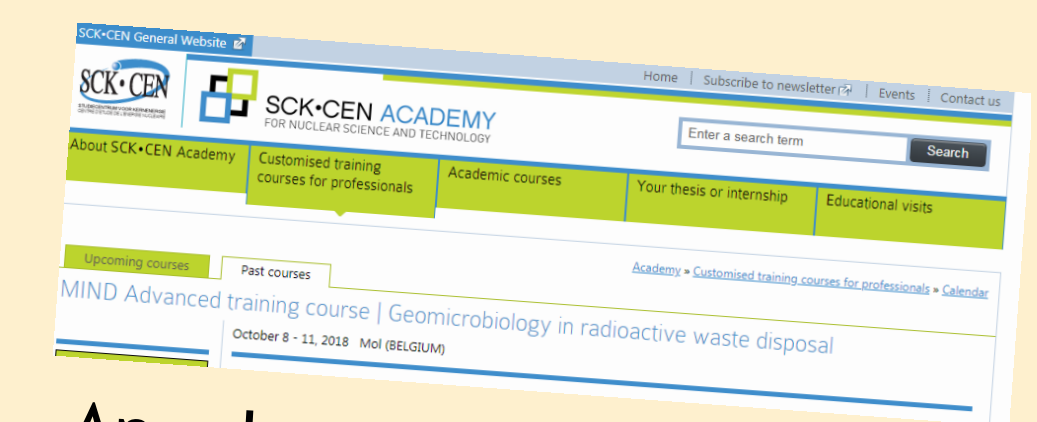 SCK•CEN General Website
Home | Subscribe to newsletter | Events | Contact us
SCK•CEN
STUDIECENTRUM VOOR KERNENERGIE
CENTRE D'ETUDE DE L'ENERGIE NUCLEAIRE
SCK•CEN ACADEMY
FOR NUCLEAR SCIENCE AND TECHNOLOGY
Enter a search term
Search
About SCK•CEN Academy
Customised training
courses for professionals
Academic courses
Your thesis or internship
Educational visits
Academy » Customised training courses for professionals » Calendar
Upcoming courses
Past courses
MIND Advanced training course | Geomicrobiology in radioactive waste disposal
October 8 - 11, 2018 Mol (BELGIUM)